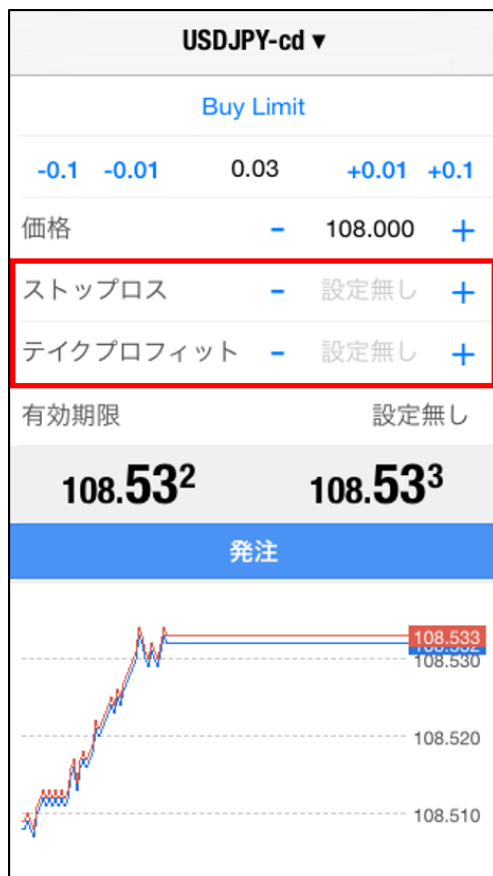 USDJPY-cd ▼
Buy Limit
-0.1 -0.01 0.03 +0.01 +0.1
価格 - 108.000 +
ストップロス - 設定無し +
テイクプロフィット - 設定無し +
有効期限 設定無し
108.532 108.533
発注
108.533
108.532
108.530
108.520
108.510